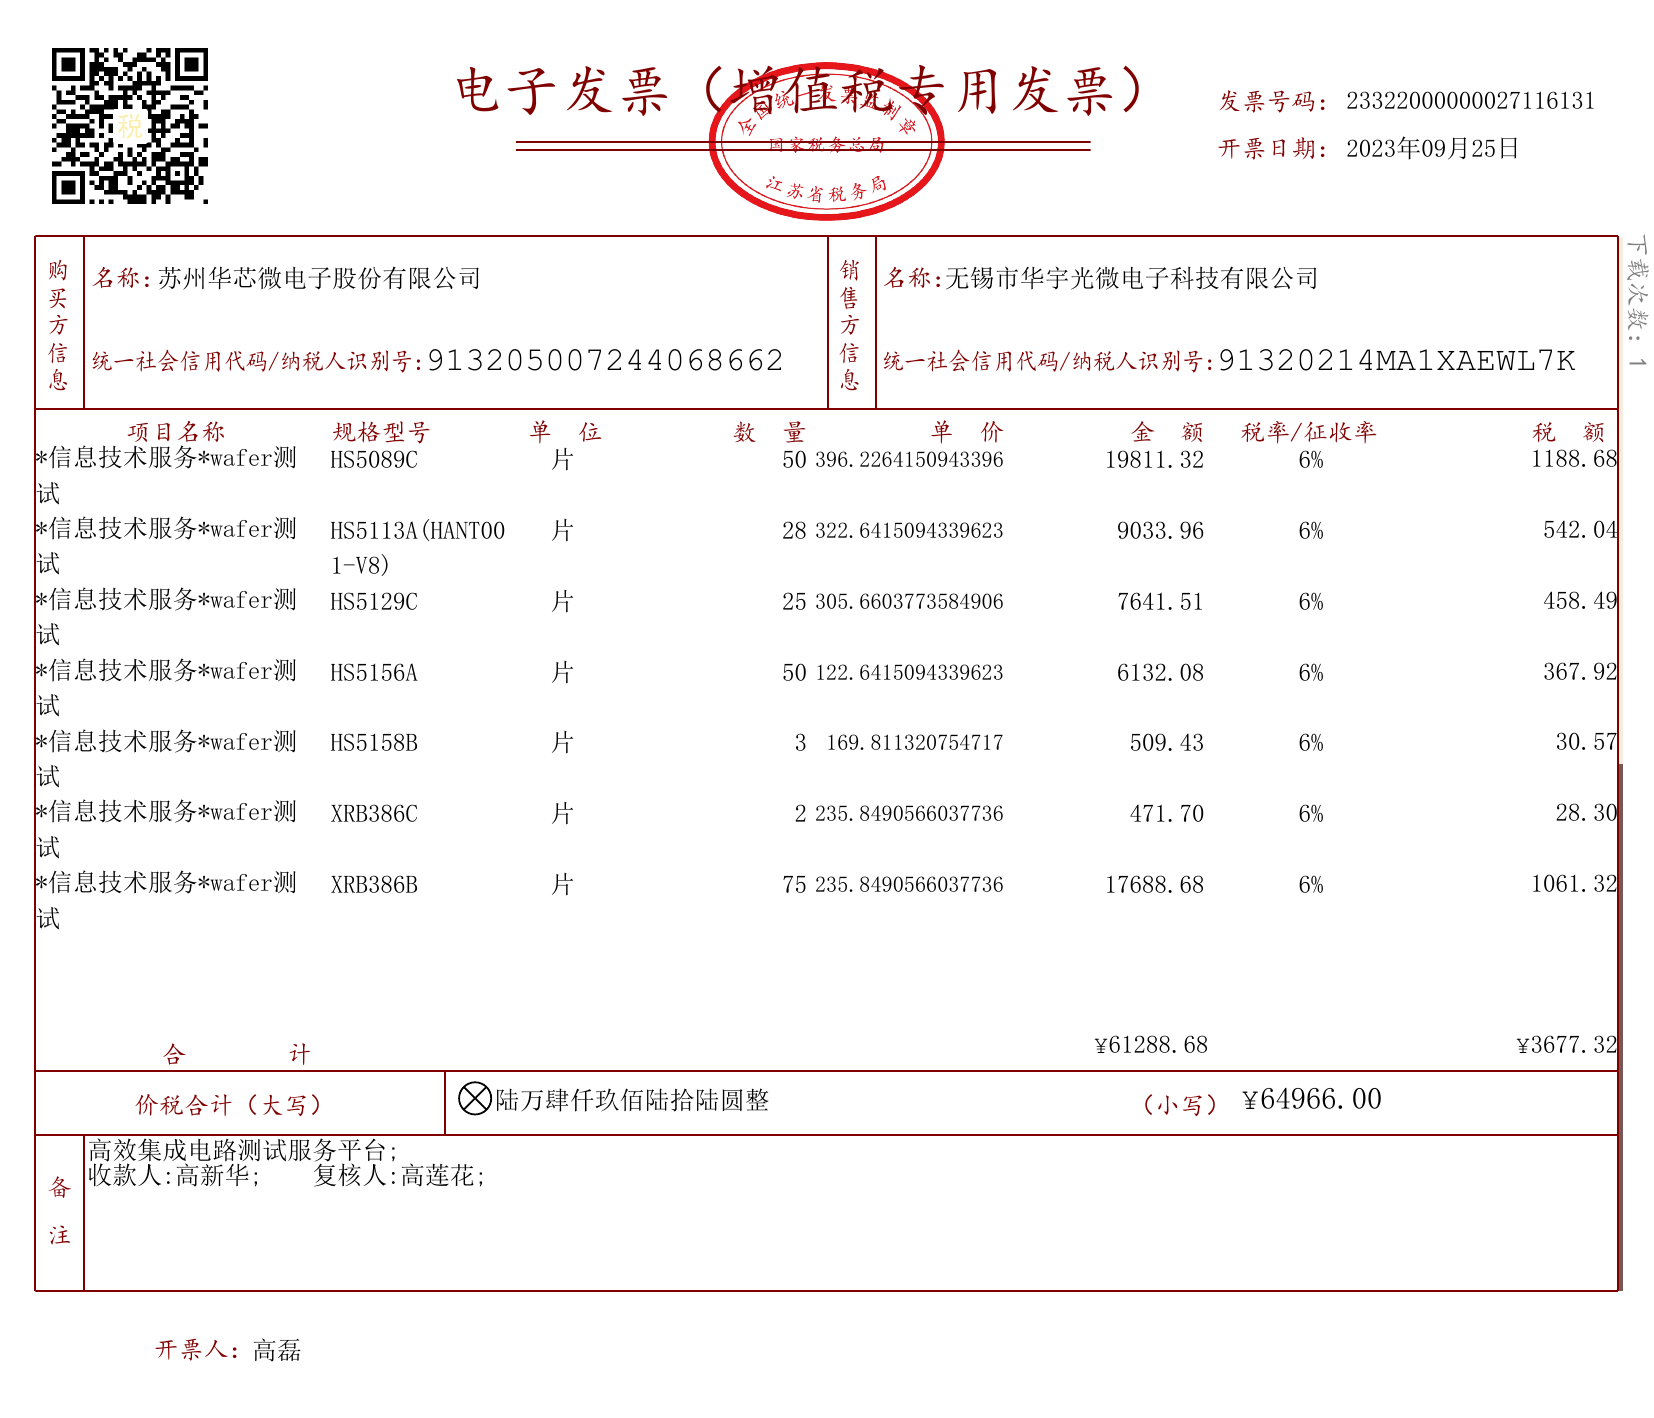 税
电子发票（增值税专用发票）
全国统一发票监制章
国家税务总局
江苏省税务局
发票号码：23322000000027116131
开票日期：2023年09月25日
下载次数：1
购买方信息
名称：苏州华芯微电子股份有限公司
统一社会信用代码/纳税人识别号：913205007244068662
销售方信息
名称：无锡市华宇光微电子科技有限公司
统一社会信用代码/纳税人识别号：91320214MA1XAEWL7K
项目名称 规格型号 单位 数量 单价 金额 税率/征收率 税额
*信息技术服务*wafer测 HS5089C 片 50 396.2264150943396 19811.32 6% 1188.68
试
*信息技术服务*wafer测 HS5113A(HANT00 片 28 322.6415094339623 9033.96 6% 542.04
试 1-V8)
*信息技术服务*wafer测 HS5129C 片 25 305.6603773584906 7641.51 6% 458.49
试
*信息技术服务*wafer测 HS5156A 片 50 122.6415094339623 6132.08 6% 367.92
试
*信息技术服务*wafer测 HS5158B 片 3 169.811320754717 509.43 6% 30.57
试
*信息技术服务*wafer测 XRB386C 片 2 235.8490566037736 471.70 6% 28.30
试
*信息技术服务*wafer测 XRB386B 片 75 235.8490566037736 17688.68 6% 1061.32
试
合计 ¥61288.68 ¥3677.32
价税合计（大写） ⊗陆万肆仟玖佰陆拾陆圆整 （小写） ¥64966.00
备注
高效集成电路测试服务平台;
收款人:高新华; 复核人:高莲花;
开票人：高磊